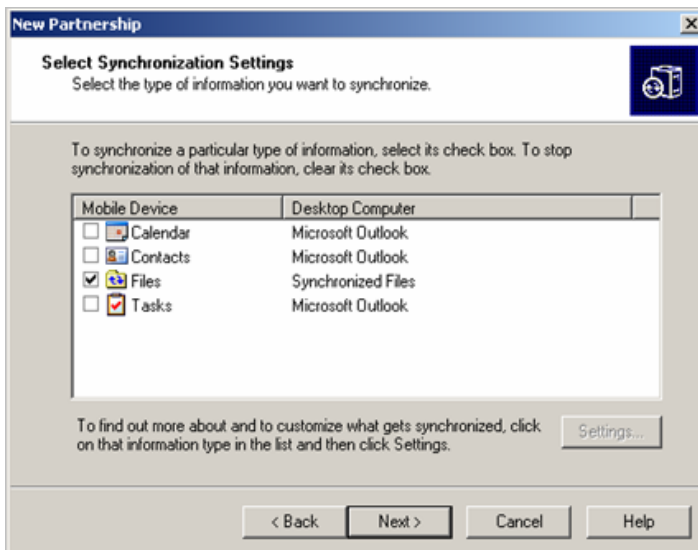 New Partnership
Select Synchronization Settings
Select the type of information you want to synchronize.
To synchronize a particular type of information, select its check box. To stop
synchronization of that information, clear its check box.
Mobile Device Desktop Computer
Calendar Microsoft Outlook
Contacts Microsoft Outlook
Files Synchronized Files
Tasks Microsoft Outlook
To find out more about and to customize what gets synchronized, click
on that information type in the list and then click Settings.
Settings...
< Back Next > Cancel Help